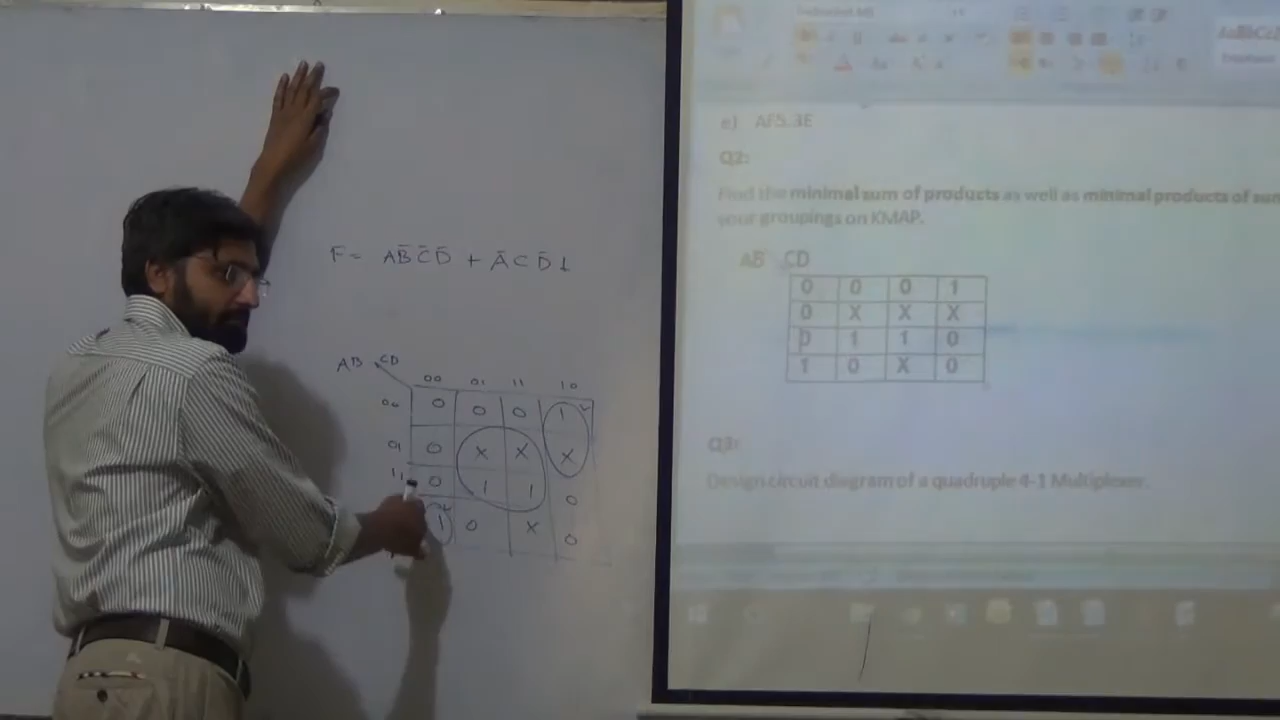 F = AB̅C̅D̅ + A̅CD̅ +
AB CD
00 01 11 10
00 0 0 0 1
01 0 X X X
11 0 1 1 0
1 0 X 0
e) AF5.3E
Q2:
Find the minimal sum of products as well as minimal products of sum
your groupings on KMAP.
AB CD
0 0 0 1
0 X X X
0 1 1 0
1 0 X 0
Q3:
Design circuit diagram of a quadruple 4-1 Multiplexer.